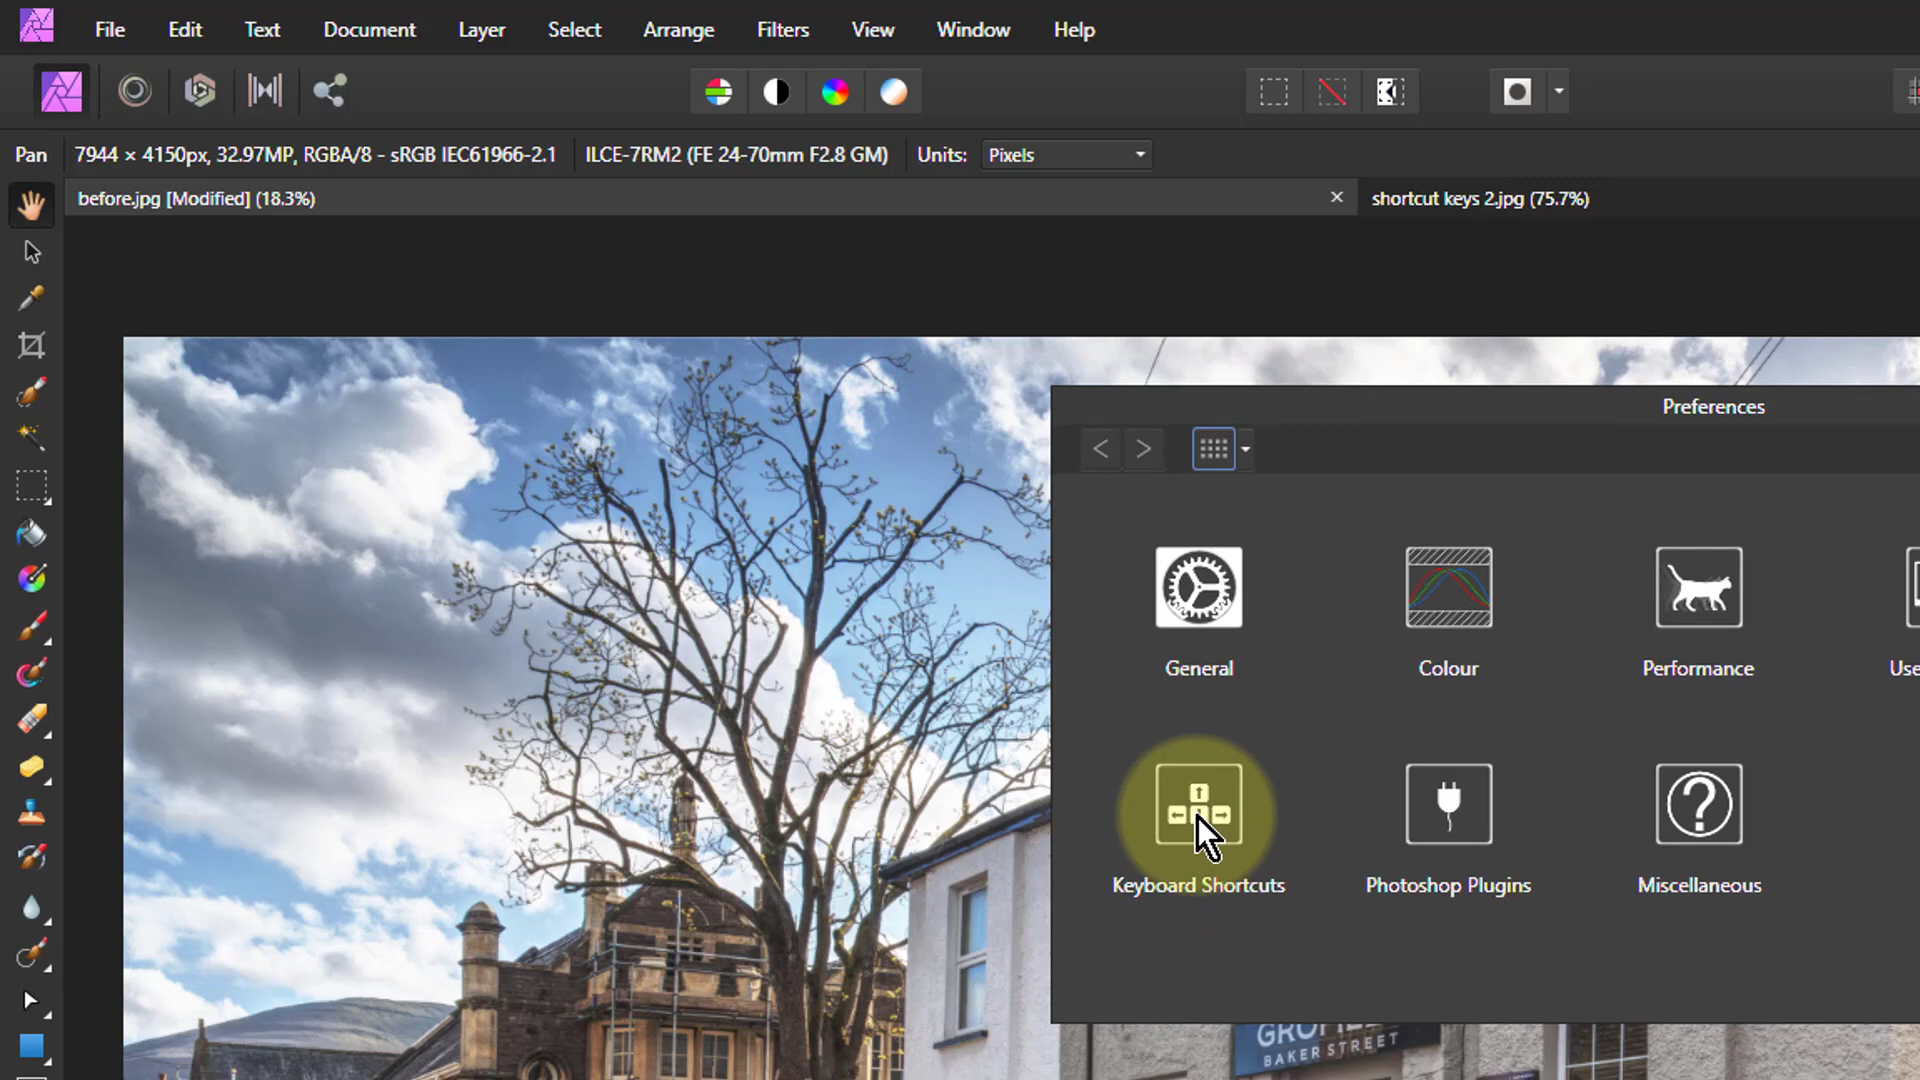 File Edit Text Document Layer Select Arrange Filters View Window Help
Pan 7944 × 4150px, 32.97MP, RGBA/8 - sRGB IEC61966-2.1 ILCE-7RM2 (FE 24-70mm F2.8 GM) Units: Pixels
before.jpg [Modified] (18.3%) shortcut keys 2.jpg (75.7%)
Preferences
General Colour Performance
Keyboard Shortcuts Photoshop Plugins Miscellaneous
BAKER STREET